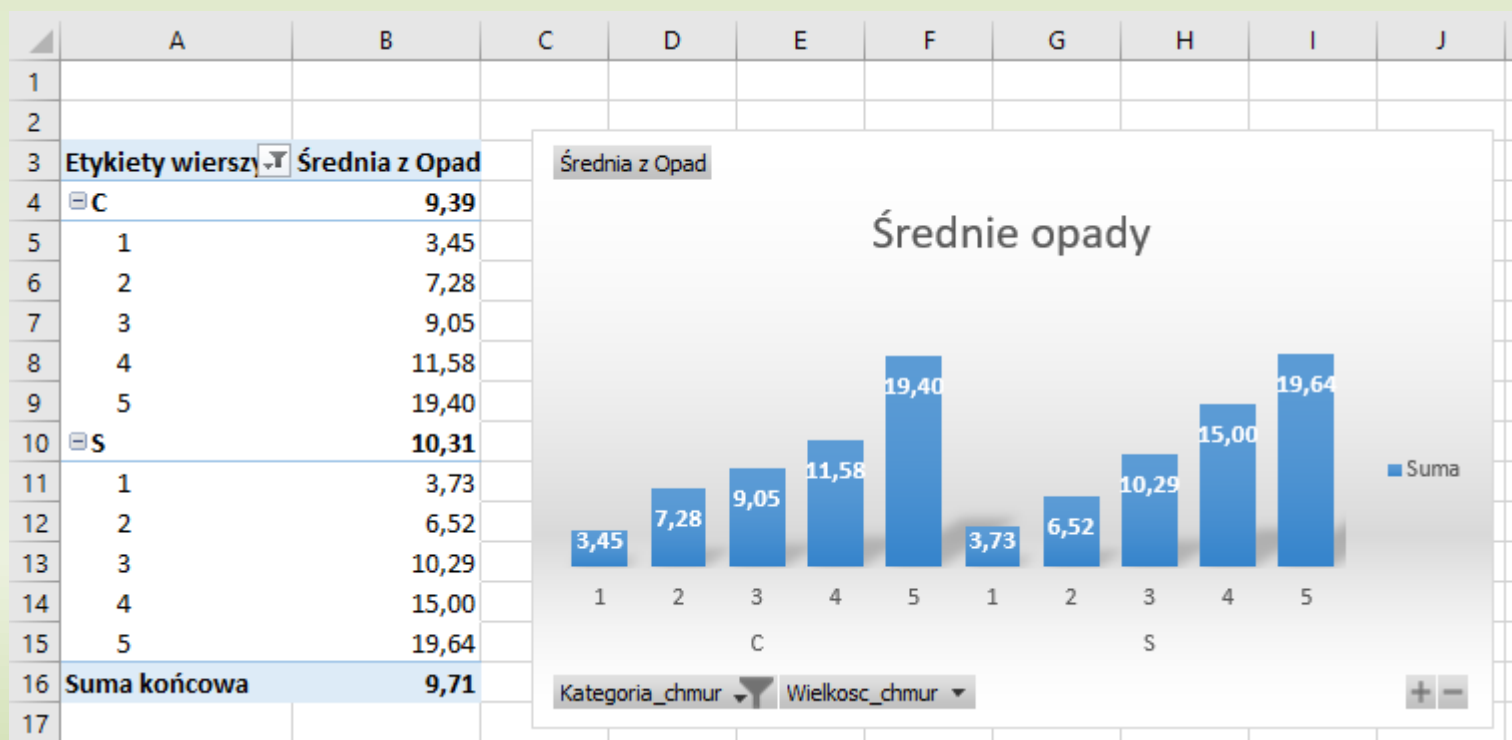 A B C D E F G H I J
1
2
3 Etykiety wierszy Średnia z Opad
4 C 9,39
5 1 3,45
6 2 7,28
7 3 9,05
8 4 11,58
9 5 19,40
10 S 10,31
11 1 3,73
12 2 6,52
13 3 10,29
14 4 15,00
15 5 19,64
16 Suma końcowa 9,71
17
Średnia z Opad
Średnie opady
3,45 7,28 9,05 11,58 19,40 3,73 6,52 10,29 15,00 19,64
Suma
1 2 3 4 5 1 2 3 4 5
C S
Kategoria_chmur Wielkosc_chmur